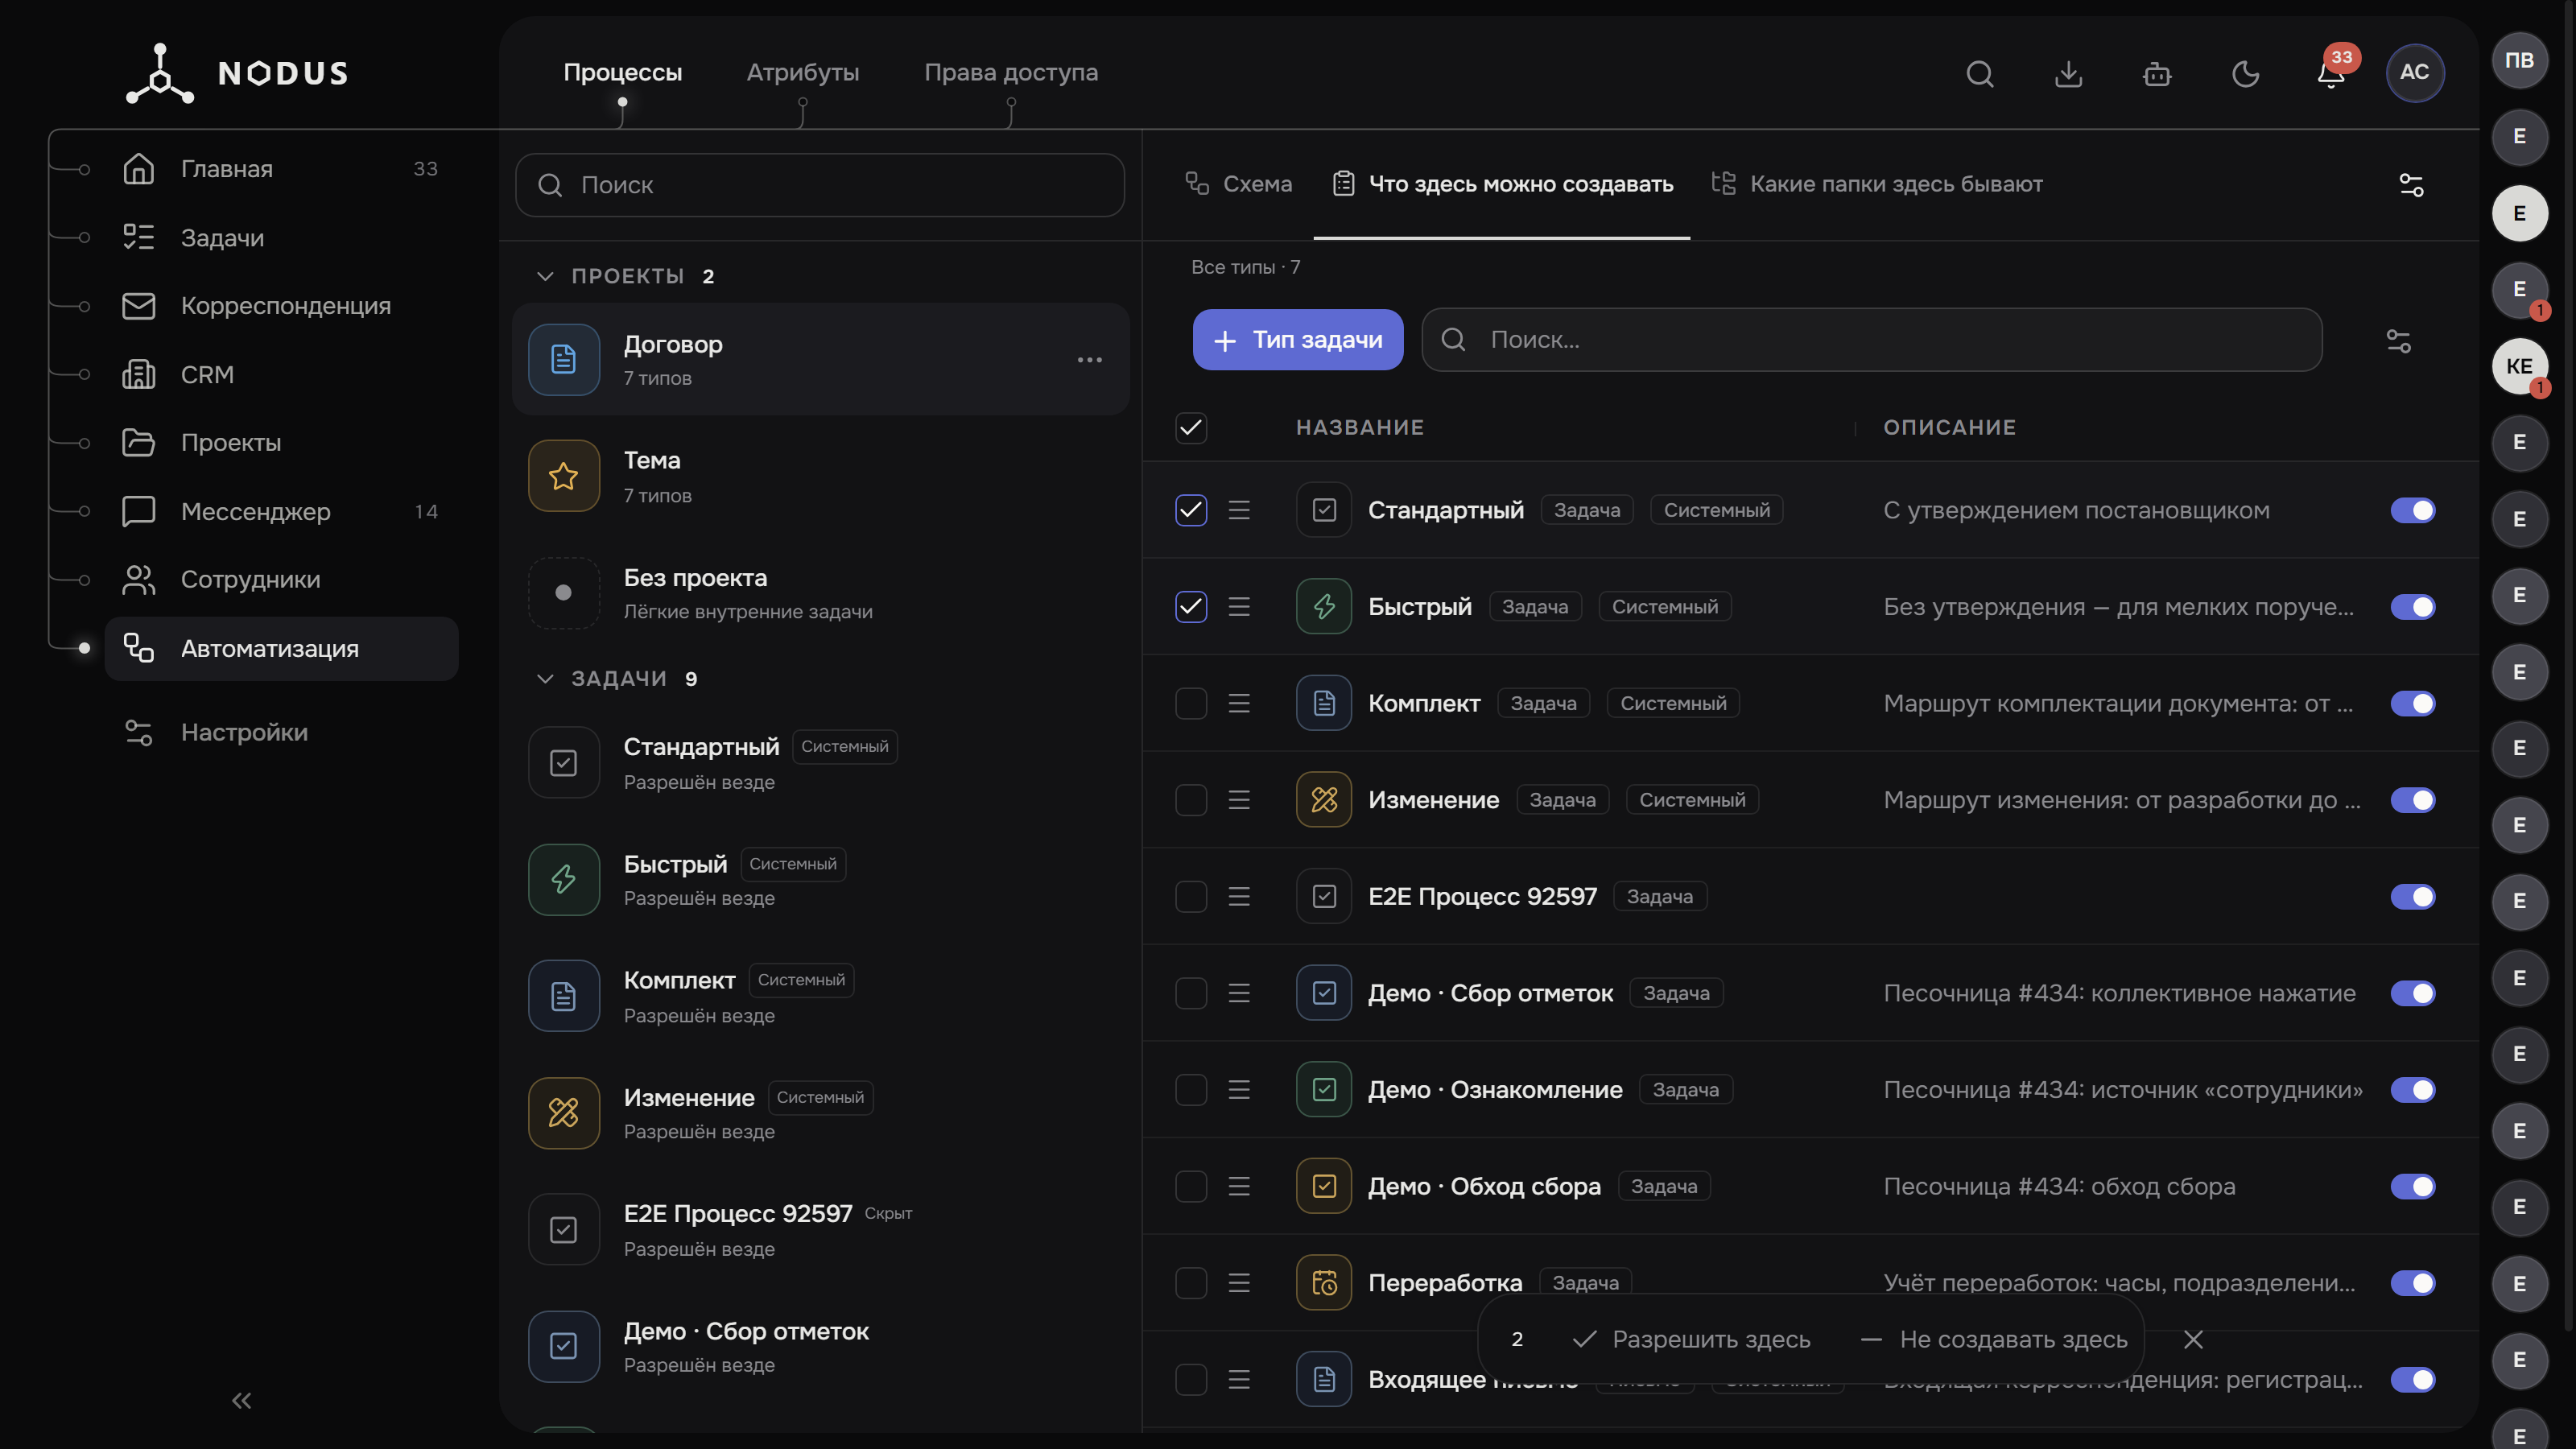 NODUS
Процессы
Атрибуты
Права доступа
33
АС
Главная 33
Задачи
Корреспонденция
CRM
Проекты
Мессенджер 14
Сотрудники
Автоматизация
Настройки
Поиск
ПРОЕКТЫ 2
Договор
7 типов
Тема
7 типов
Без проекта
Лёгкие внутренние задачи
ЗАДАЧИ 9
Стандартный Системный
Разрешён везде
Быстрый Системный
Разрешён везде
Комплект Системный
Разрешён везде
Изменение Системный
Разрешён везде
E2E Процесс 92597 Скрыт
Разрешён везде
Демо · Сбор отметок
Разрешён везде
Схема
Что здесь можно создавать
Какие папки здесь бывают
Все типы · 7
Тип задачи
Поиск...
НАЗВАНИЕ ОПИСАНИЕ
Стандартный Задача Системный С утверждением постановщиком
Быстрый Задача Системный Без утверждения — для мелких поруче...
Комплект Задача Системный Маршрут комплектации документа: от ...
Изменение Задача Системный Маршрут изменения: от разработки до ...
E2E Процесс 92597 Задача
Демо · Сбор отметок Задача Песочница #434: коллективное нажатие
Демо · Ознакомление Задача Песочница #434: источник «сотрудники»
Демо · Обход сбора Задача Песочница #434: обход сбора
Переработка Задача Учёт переработок: часы, подразделени...
2 Разрешить здесь Не создавать здесь
Входящее регистрац...
ПВ
Е
Е
Е
1
КЕ
1
Е
Е
Е
Е
Е
Е
Е
Е
Е
Е
Е
Е
Е
Е